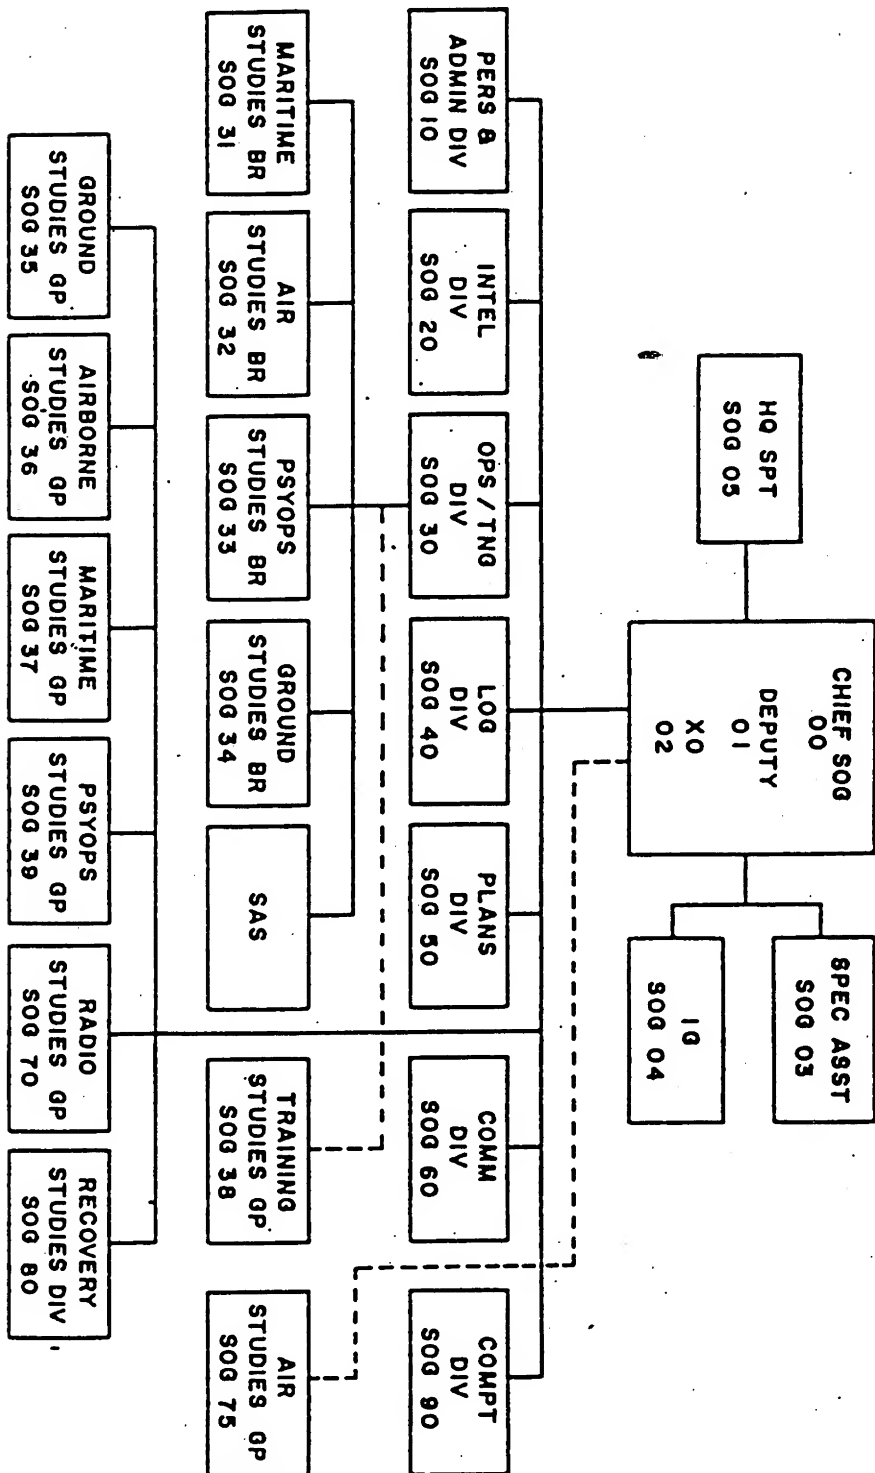 CHIEF SOG
00
DEPUTY
01
XO
02
HQ SPT
SOG 05
SPEC ASST
SOG 03
IG
SOG 04
PERS &
ADMIN DIV
SOG 10
INTEL
DIV
SOG 20
OPS/TNG
DIV
SOG 30
LOG
DIV
SOG 40
PLANS
DIV
SOG 50
COMM
DIV
SOG 60
COMPT
DIV
SOG 90
MARITIME
STUDIES BR
SOG 31
AIR
STUDIES BR
SOG 32
PSYOPS
STUDIES BR
SOG 33
GROUND
STUDIES BR
SOG 34
SAS
TRAINING
STUDIES GP
SOG 38
AIR
STUDIES GP
SOG 75
GROUND
STUDIES GP
SOG 35
AIRBORNE
STUDIES GP
SOG 36
MARITIME
STUDIES GP
SOG 37
PSYOPS
STUDIES GP
SOG 39
RADIO
STUDIES GP
SOG 70
RECOVERY
STUDIES DIV
SOG 80